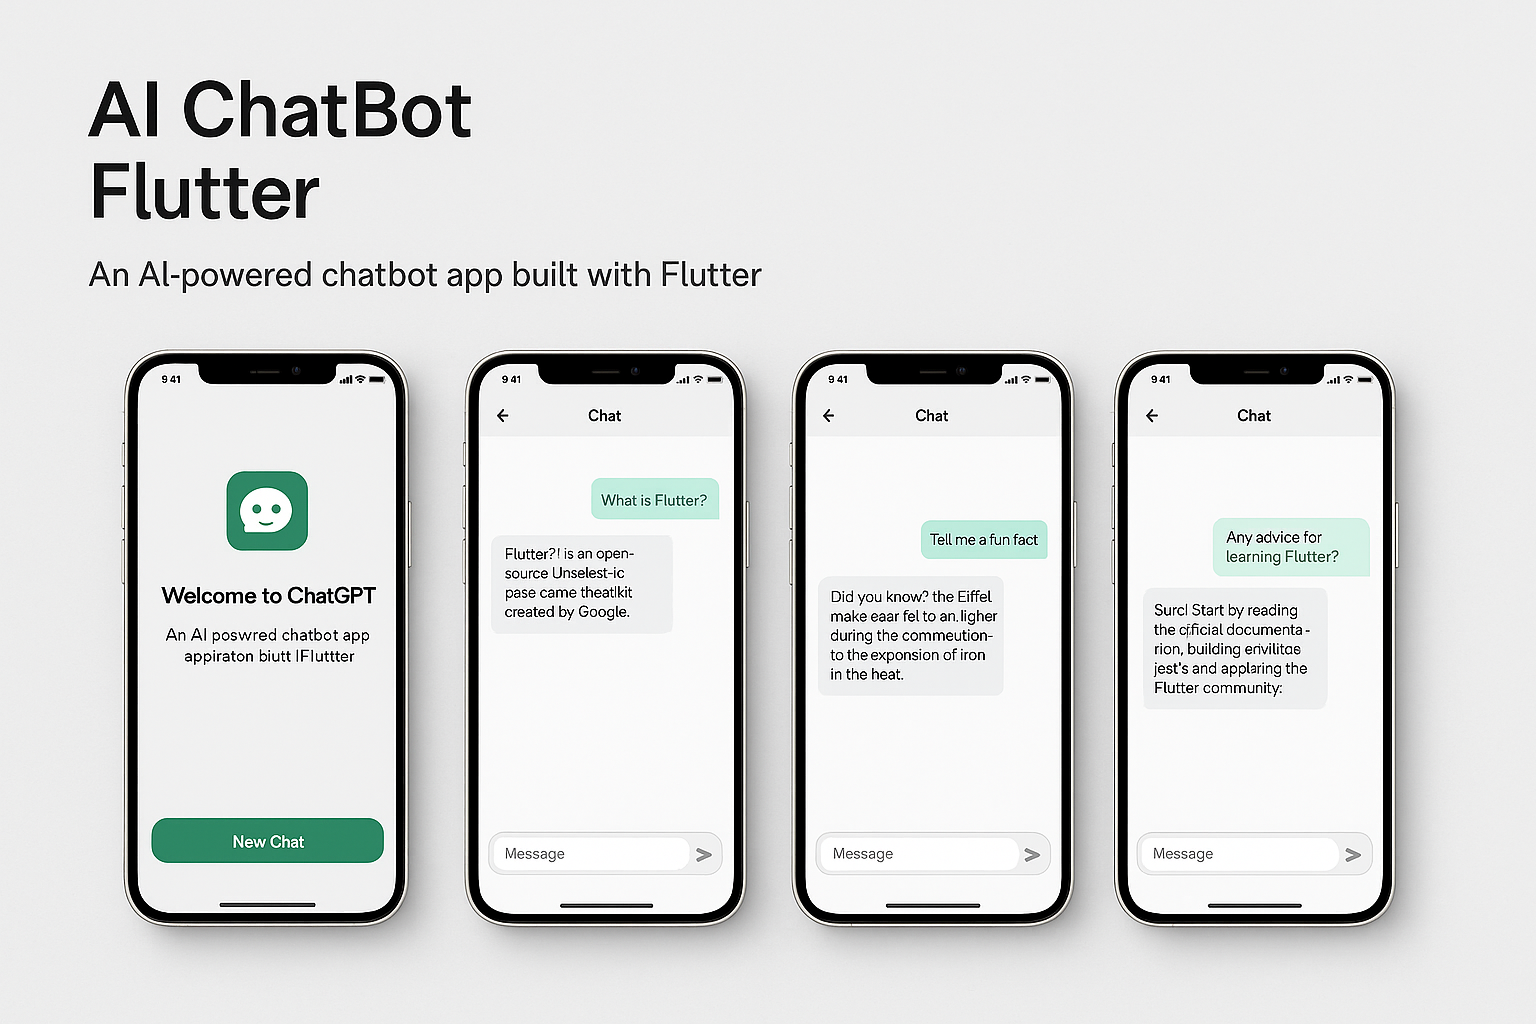 AI ChatBot
Flutter
An AI-powered chatbot app built with Flutter
9 41
Welcome to ChatGPT
An AI poswred chatbot app
appiraton biutt IFluttter
New Chat
9 41
Chat
What is Flutter?
Flutter?! is an open-
source Unselest-ic
pase came theatlkit
created by Google.
Message
9 41
Chat
Tell me a fun fact
Did you know? the Eiffel
make eear fel to an.ligher
during the commeution-
to the exponsion of iron
in the heat.
Message
9 41
Chat
Any advice for
learning Flutter?
Surcl Start by reading
the official documenta-
rion, building envilitαs
jest's and applaring the
Flutter community:
Message